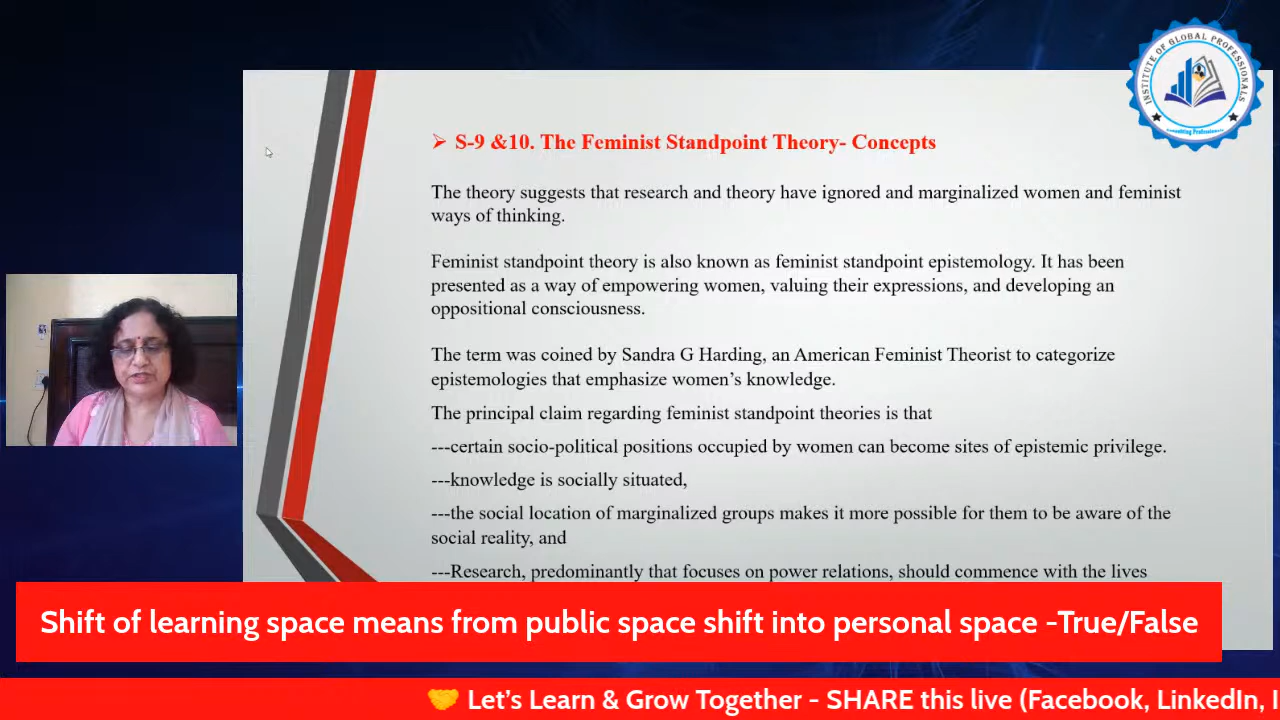 INSTITUTE OF GLOBAL PROFESSIONALS
Connecting Professionals
S-9 &10. The Feminist Standpoint Theory- Concepts
The theory suggests that research and theory have ignored and marginalized women and feminist
ways of thinking.
Feminist standpoint theory is also known as feminist standpoint epistemology. It has been
presented as a way of empowering women, valuing their expressions, and developing an
oppositional consciousness.
The term was coined by Sandra G Harding, an American Feminist Theorist to categorize
epistemologies that emphasize women’s knowledge.
The principal claim regarding feminist standpoint theories is that
---certain socio-political positions occupied by women can become sites of epistemic privilege.
---knowledge is socially situated,
---the social location of marginalized groups makes it more possible for them to be aware of the
social reality, and
---Research, predominantly that focuses on power relations, should commence with the lives
Shift of learning space means from public space shift into personal space -True/False
🤝 Let’s Learn & Grow Together - SHARE this live (Facebook, LinkedIn, I